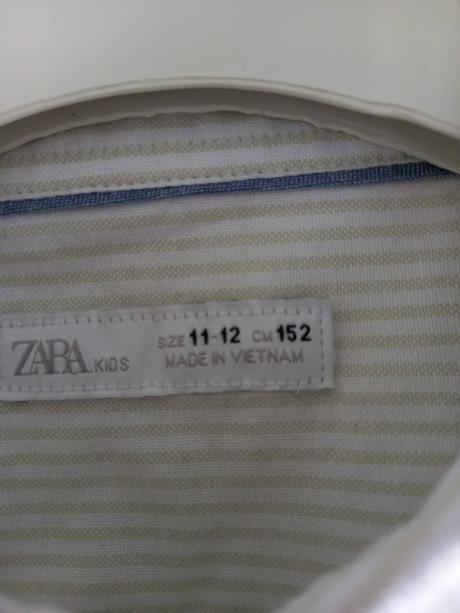 ZARA KIDS
SIZE 11-12 CM 152
MADE IN VIETNAM